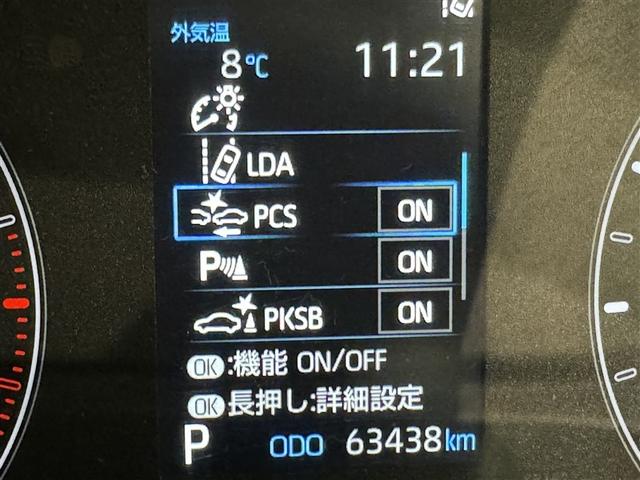 外気温
8℃ 11:21
LDA
PCS ON
P ON
PKSB ON
OK:機能 ON/OFF
OK長押し:詳細設定
P ODO 63438km